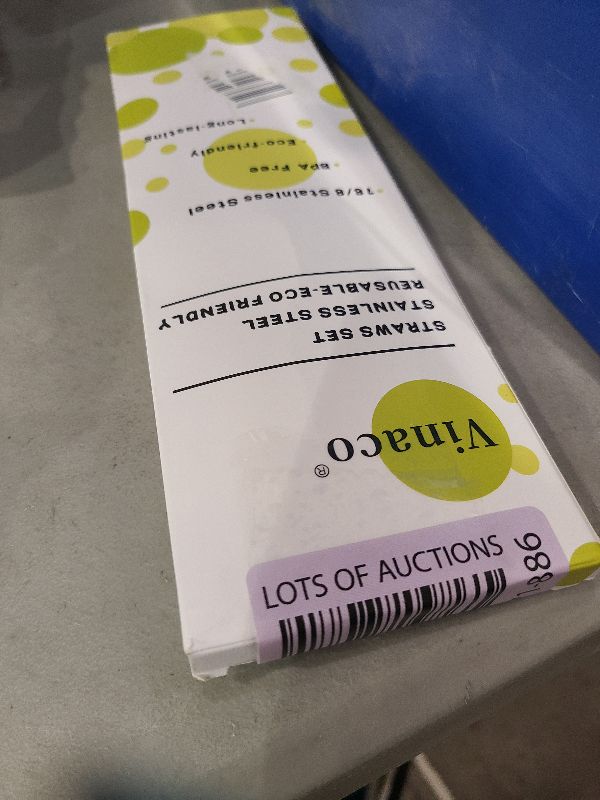 Vinaco®
STRAWS SET
STAINLESS STEEL
REUSABLE-ECO FRIENDLY
• 18/8 Stainless Steel
• BPA Free
• Eco-friendly
• Long-lasting
LOTS OF AUCTIONS